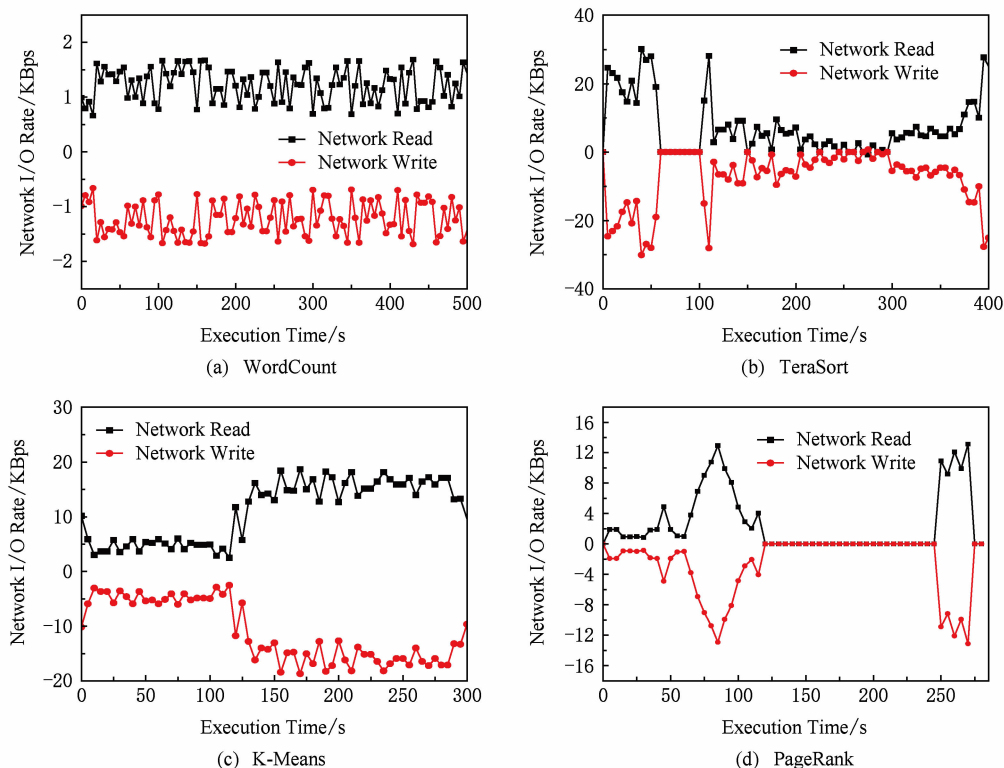 Network I/O Rate/KBps
2
1
0
−1
−2
Network Read
Network Write
0
100
200
300
400
500
Execution Time/s
(a) WordCount
Network I/O Rate/KBps
40
20
0
−20
−40
Network Read
Network Write
0
100
200
300
400
Execution Time/s
(b) TeraSort
Network I/O Rate/KBps
30
20
10
0
−10
−20
Network Read
Network Write
0
50
100
150
200
250
300
Execution Time/s
(c) K-Means
Network I/O Rate/KBps
16
12
8
4
0
−4
−8
−12
−16
Network Read
Network Write
0
50
100
150
200
250
Execution Time/s
(d) PageRank